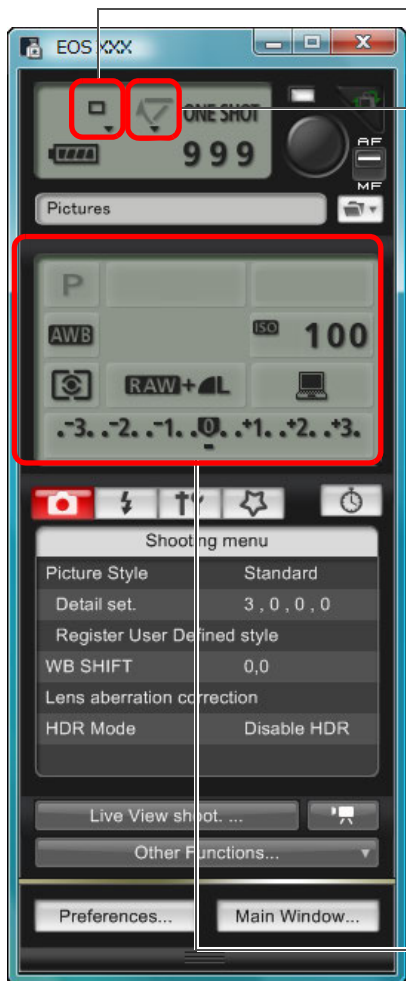 EOS XXX
ONE SHOT
999
AF
MF
Pictures
P
AWB
ISO 100
RAW+L
.-3. .-2. .-1. .0. .+1. .+2. .+3.
Shooting menu
Picture Style Standard
Detail set. 3 , 0 , 0 , 0
Register User Defined style
WB SHIFT 0,0
Lens aberration correction
HDR Mode Disable HDR
Live View shoot. ...
Other Functions...
Preferences... Main Window...